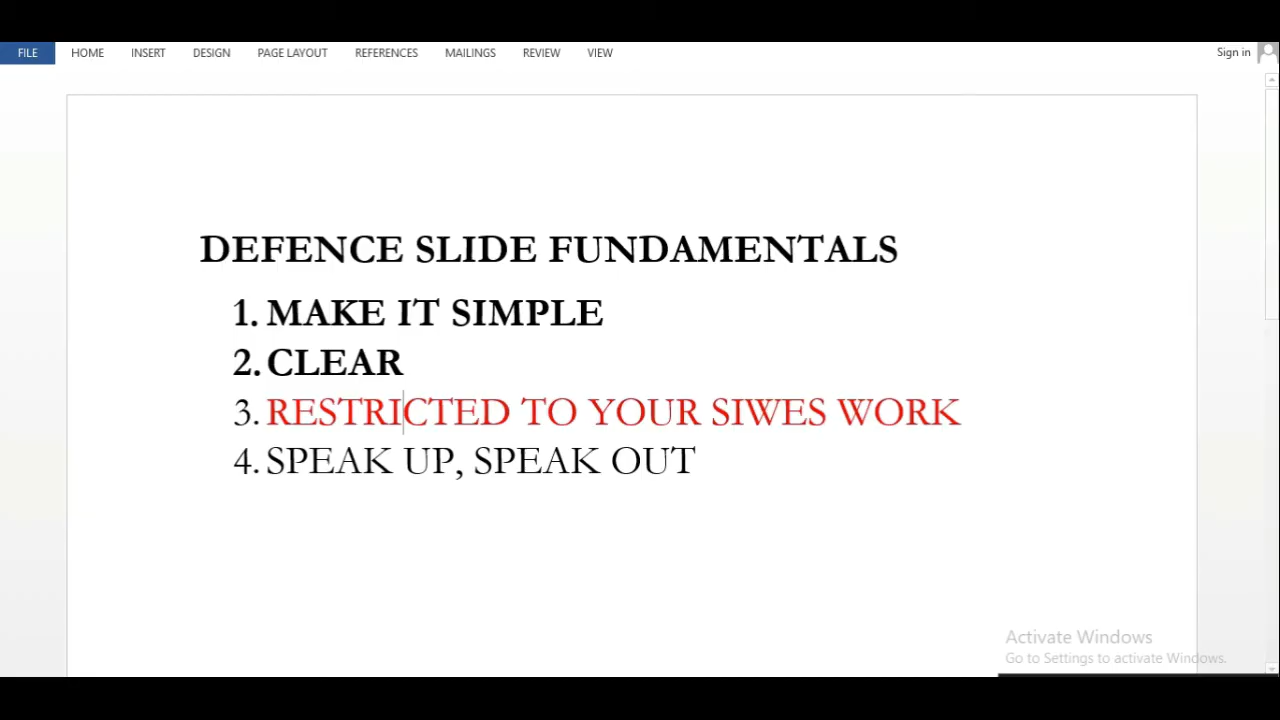 FILE HOME INSERT DESIGN PAGE LAYOUT REFERENCES MAILINGS REVIEW VIEW Sign in
DEFENCE SLIDE FUNDAMENTALS
1. MAKE IT SIMPLE
2. CLEAR
3. RESTRICTED TO YOUR SIWES WORK
4. SPEAK UP, SPEAK OUT
Activate Windows
Go to Settings to activate Windows.